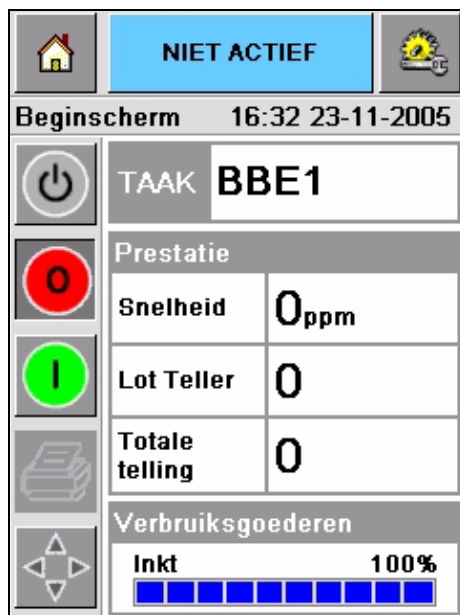 NIET ACTIEF
Beginscherm 16:32 23-11-2005
TAAK BBE1
O
I
Prestatie
Snelheid 0ppm
Lot Teller 0
Totale
telling 0
Verbruiksgoederen
Inkt 100%